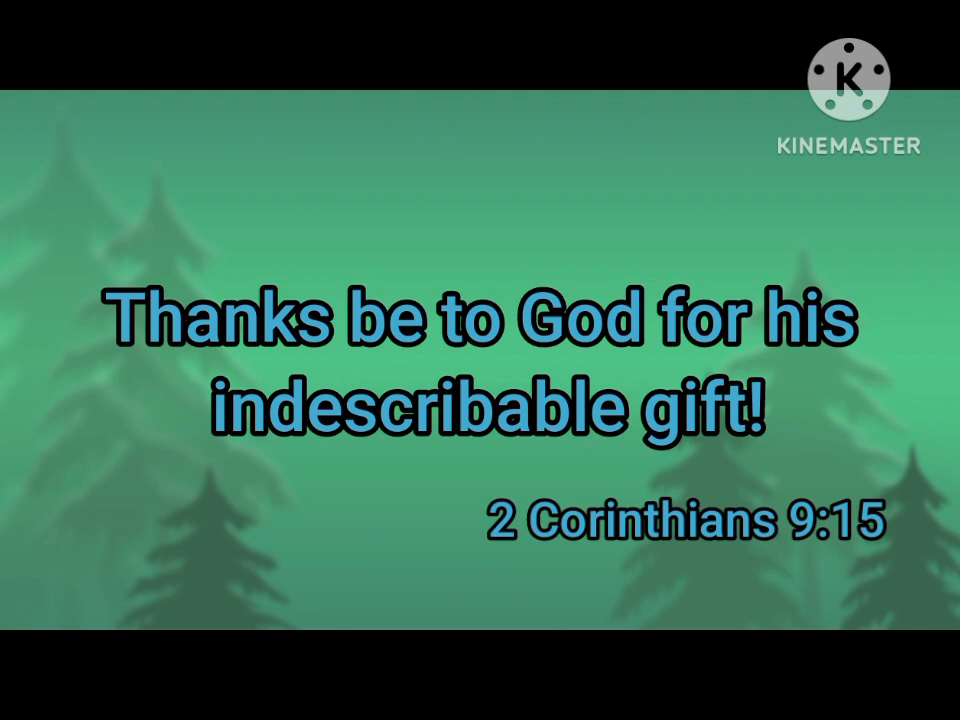 K
KINEMASTER
Thanks be to God for his
indescribable gift!
2 Corinthians 9:15